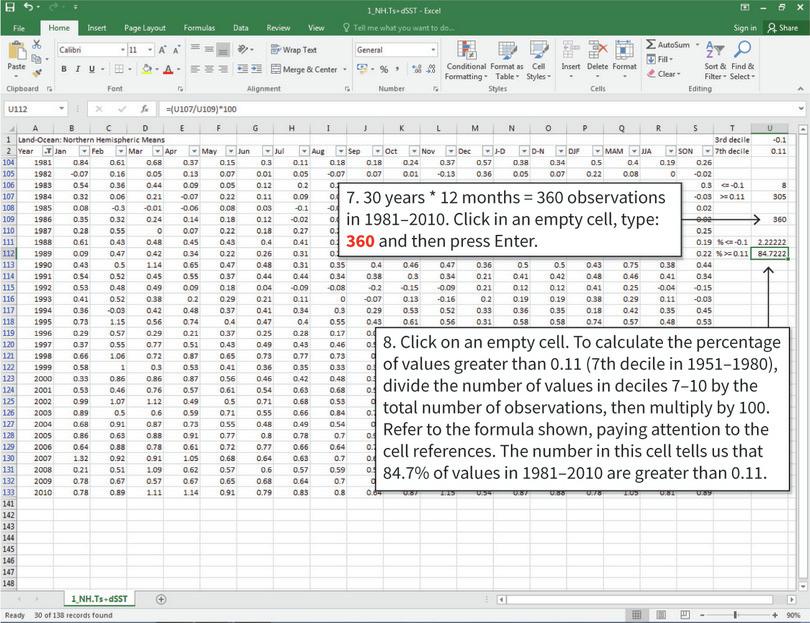 1_NH.Ts+dSST - Excel
File Home Insert Page Layout Formulas Data Review View Tell me what you want to do... Sign in Share
Calibri 11 Wrap Text General AutoSum
Paste B I U Merge & Center Conditional Formatting Format as Table Cell Styles Insert Delete Format Fill Clear Sort & Filter Find & Select
Clipboard Font Alignment Number Styles Cells Editing
U112 =(U107/U109)*100
A B C D E F G H I J K L M N O P Q R S T U
1 Land-Ocean: Northern Hemispheric Means 3rd decile -0.1
2 Year Jan Feb Mar Apr May Jun Jul Aug Sep Oct Nov Dec J-D D-N DJF MAM JJA SON 7th decile 0.11
104 1981 0.84 0.61 0.68 0.37 0.15 0.3 0.11 0.18 0.18 0.24 0.37 0.57 0.38 0.34 0.5 0.4 0.19 0.26
105 1982 -0.07 0.16 0.05 0.13 0.07 0.05 0.07 0.05 0.07 0.05 -0.13 0.36 0.07 0.08 0.22 0.08 0 -0.02
106 1983 0.54 0.36 0.44 0.09 0.05 0.12 0.2 0.3 <=-0.1 8
107 1984 0.32 0.06 0.21 -0.07 0.22 0.11 0.09 -0.03 >=0.11 305
108 1985 0.08 -0.3 -0.01 -0.05 0.06 -0.03 -0.08 0.02
109 1986 0.35 0.32 0.24 0.14 0.18 0.12 -0.02 -0.02 360
110 1987 0.28 0.55 0 0.07 0.22 0.18 0.27 0.25
111 1988 0.61 0.43 0.48 0.45 0.43 0.4 0.41 0.19 %<=-0.1 2.22222
112 1989 0.09 0.47 0.42 0.34 0.22 0.26 0.31 0.22 %>=0.11 84.7222
7. 30 years * 12 months = 360 observations
in 1981–2010. Click in an empty cell, type:
360 and then press Enter.
113 1990 0.43 0.5 1.14 0.65 0.47 0.48 0.31 0.35 0.4 0.46 0.47 0.36 0.5 0.5 0.43 0.75 0.38 0.44
114 1991 0.54 0.52 0.45 0.55 0.37 0.44 0.44 0.34 0.38 0.3 0.34 0.21 0.41 0.42 0.48 0.46 0.41 0.34
115 1992 0.53 0.48 0.49 0.09 0.18 0.04 -0.09 -0.08 -0.2 -0.15 -0.09 0.21 0.12 0.12 0.41 0.25 -0.04 -0.15
116 1993 0.41 0.52 0.38 0.2 0.29 0.21 0.11 0 -0.07 0.13 -0.16 0.2 0.19 0.19 0.38 0.29 0.11 -0.03
117 1994 0.36 -0.03 0.42 0.48 0.37 0.41 0.34 0.3 0.29 0.53 0.52 0.32
118 1995 0.73 1.15 0.56 0.74 0.4 0.47 0.4 0.55 0.43 0.61 0.56 0.31 0.58 0.58 0.74 0.57 0.47 0.53
119 1996 0.29 0.57 0.29 0.21 0.37 0.25 0.28 0.17
120 1997 0.37 0.55 0.77 0.51 0.43 0.49 0.43 0.46
121 1998 0.66 1.06 0.72 0.87 0.65 0.73 0.77
122 1999 0.58 1 0.3 0.53 0.41 0.36 0.35
123 2000 0.33 0.86 0.86 0.87 0.56 0.46 0.42 0.48
124 2001 0.53 0.46 0.76 0.57 0.61 0.54 0.63
126 2002 0.99 1.07 1.12 0.49 0.5 0.71 0.68 0.53
126 2003 0.89 0.5 0.6 0.59 0.71 0.55 0.66 0.84
127 2004 0.68 0.91 0.87 0.73 0.55 0.48 0.49 0.54
128 2005 0.86 0.63 0.88 0.91 0.77 0.8 0.78 0.7
129 2006 0.64 0.88 0.78 0.61 0.72 0.77 0.66 0.64
130 2007 1.32 0.92 0.91 1.05 0.68 0.64 0.63 0.7
131 2008 0.21 0.51 1.09 0.62 0.57 0.6 0.57 0.59
132 2009 0.78 0.67 0.57 0.67 0.65 0.68 0.64 0.7
133 2010 0.78 0.89 1.11 1.14 0.91 0.79 0.83 0.8 0.64 0.87 1.15 0.54 0.87 0.88 0.78 1.05 0.81 0.89
8. Click on an empty cell. To calculate the percentage
of values greater than 0.11 (7th decile in 1951–1980),
divide the number of values in deciles 7–10 by the
total number of observations, then multiply by 100.
Refer to the formula shown, paying attention to the
cell references. The number in this cell tells us that
84.7% of values in 1981–2010 are greater than 0.11.
141
142
143
144
145
146
147
148
1_NH.Ts+dSST
Ready 30 of 138 records found 90%